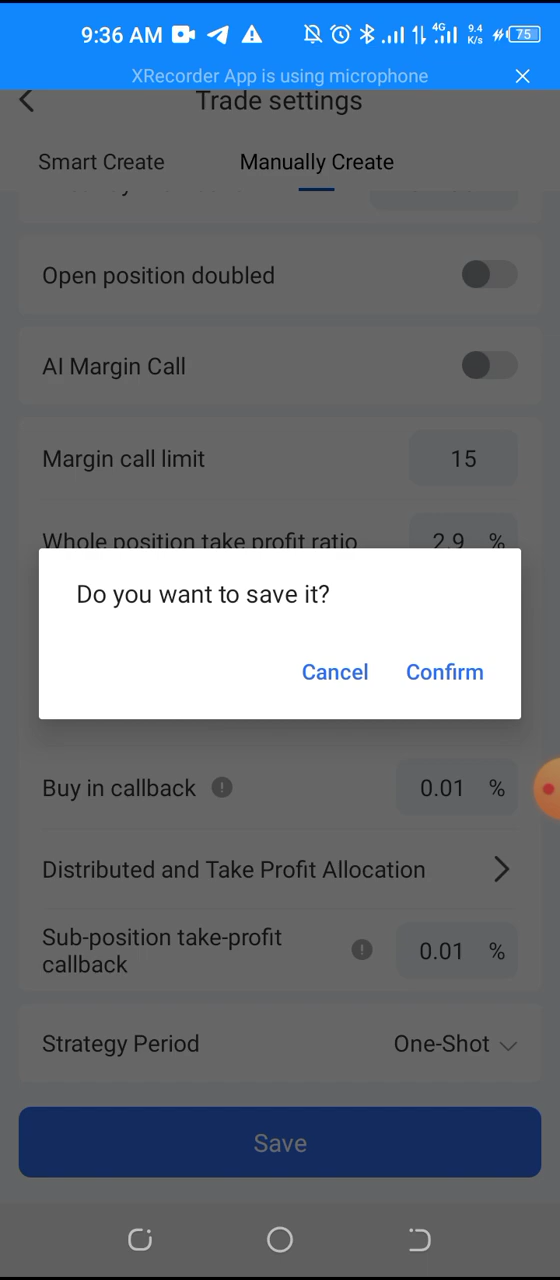 9:36 AM 4G 9.4 K/s 75
XRecorder App is using microphone
Trade settings
Smart Create Manually Create
Open position doubled
AI Margin Call
Margin call limit 15
Whole position take profit ratio 2.9 %
Do you want to save it?
Cancel Confirm
Buy in callback 0.01 %
Distributed and Take Profit Allocation
Sub-position take-profit
callback 0.01 %
Strategy Period One-Shot
Save